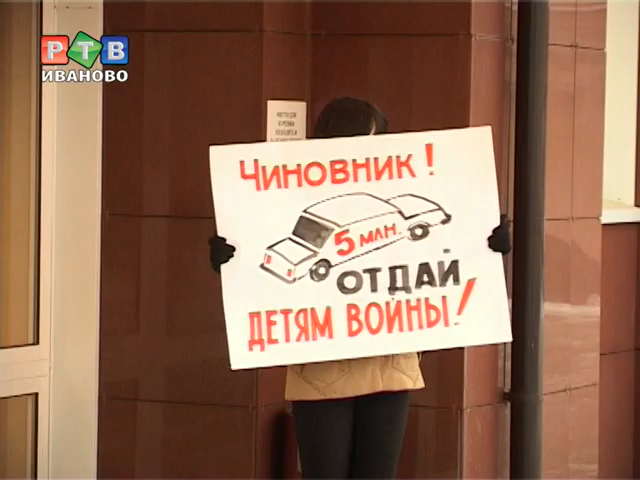 РТВ
ИВАНОВО
ЧИНОВНИК!
5 МЛН.
ОТДАЙ
ДЕТЯМ ВОЙНЫ!